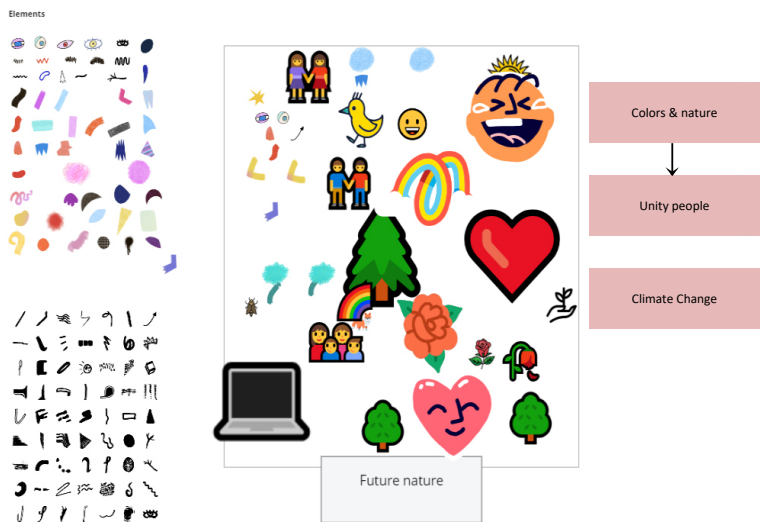 Elements
Colors & nature
Unity people
Climate Change
Future nature